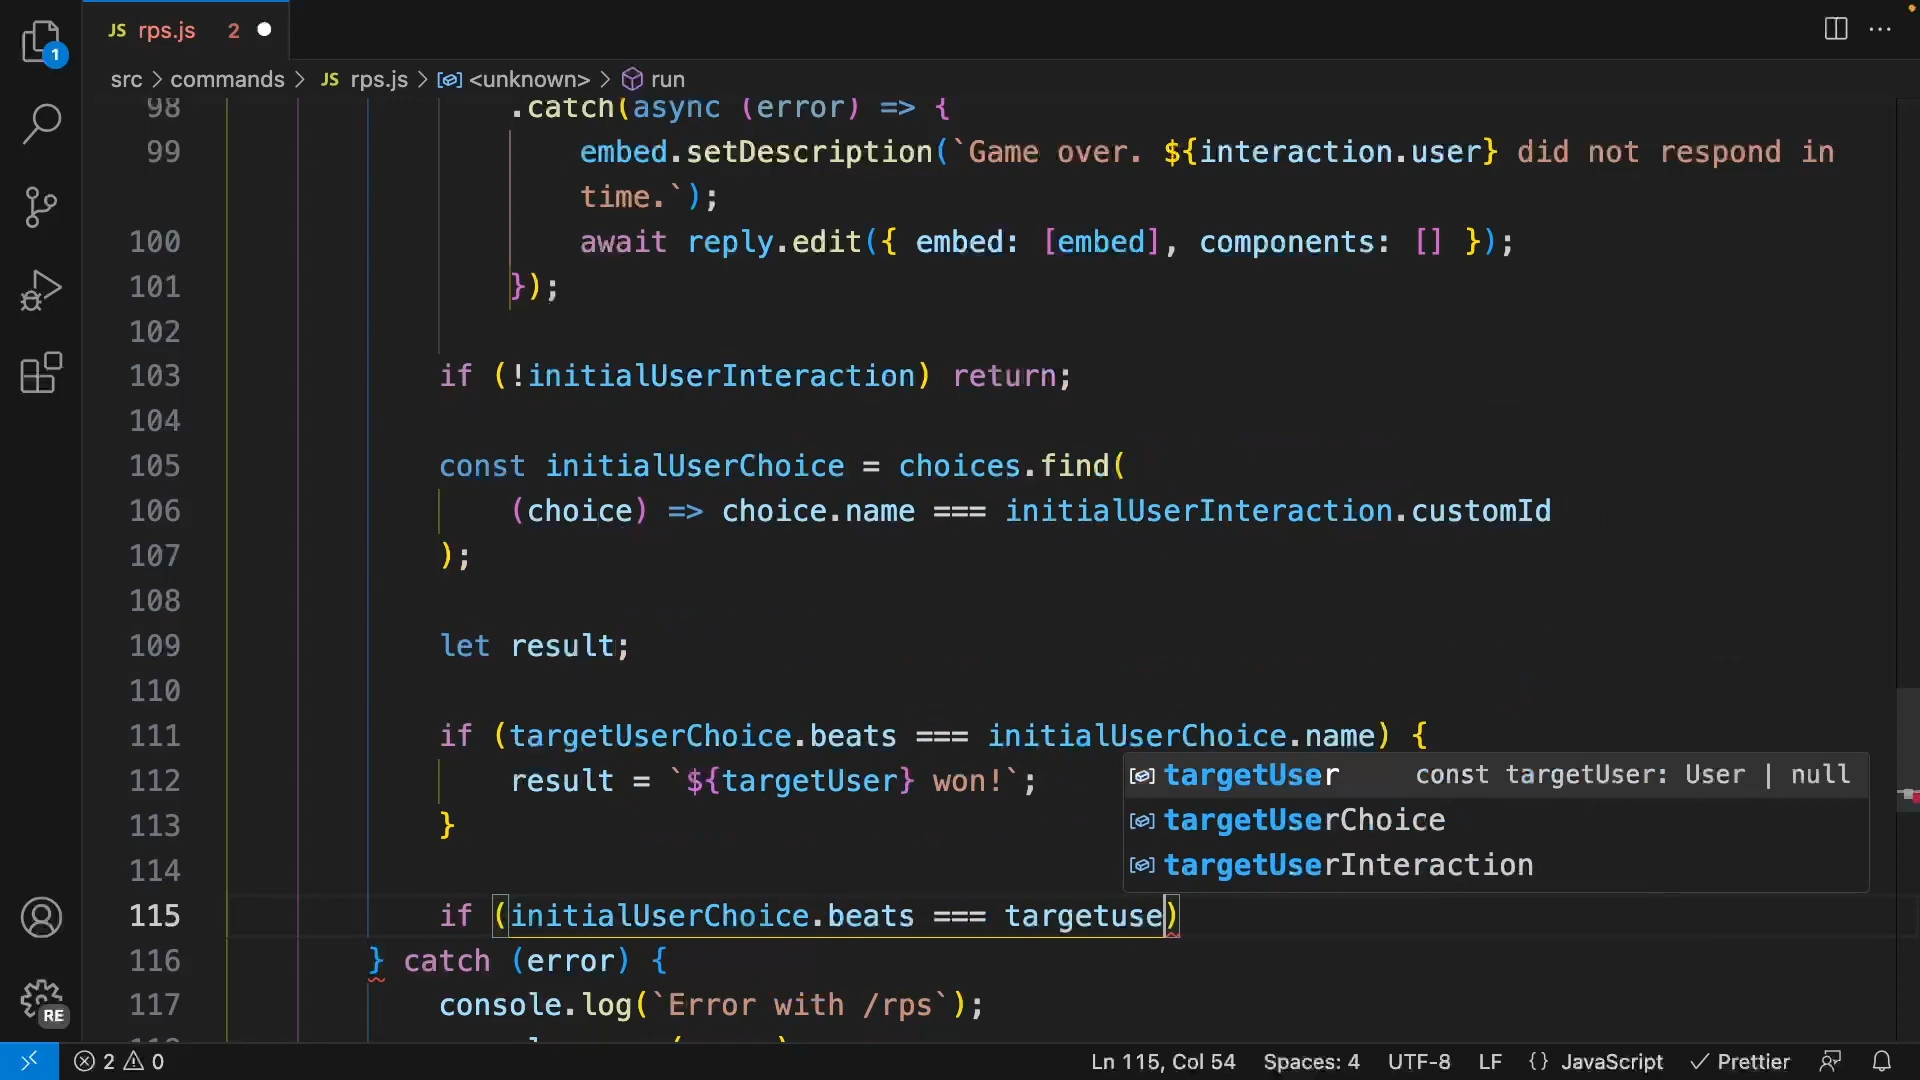 JS rps.js 2
1
src > commands > JS rps.js > <unknown> > run
98 .catch(async (error) => {
99 embed.setDescription(`Game over. ${interaction.user} did not respond in
time.`);
100 await reply.edit({ embed: [embed], components: [] });
101 });
102
103 if (!initialUserInteraction) return;
104
105 const initialUserChoice = choices.find(
106 (choice) => choice.name === initialUserInteraction.customId
107 );
108
109 let result;
110
111 if (targetUserChoice.beats === initialUserChoice.name) {
112 result = `${targetUser} won!`;
targetUser const targetUser: User | null
113 }
targetUserChoice
114
targetUserInteraction
115 if (initialUserChoice.beats === targetuse)
116 } catch (error) {
117 console.log(`Error with /rps`);
RE
2 0 Ln 115, Col 54 Spaces: 4 UTF-8 LF {} JavaScript Prettier